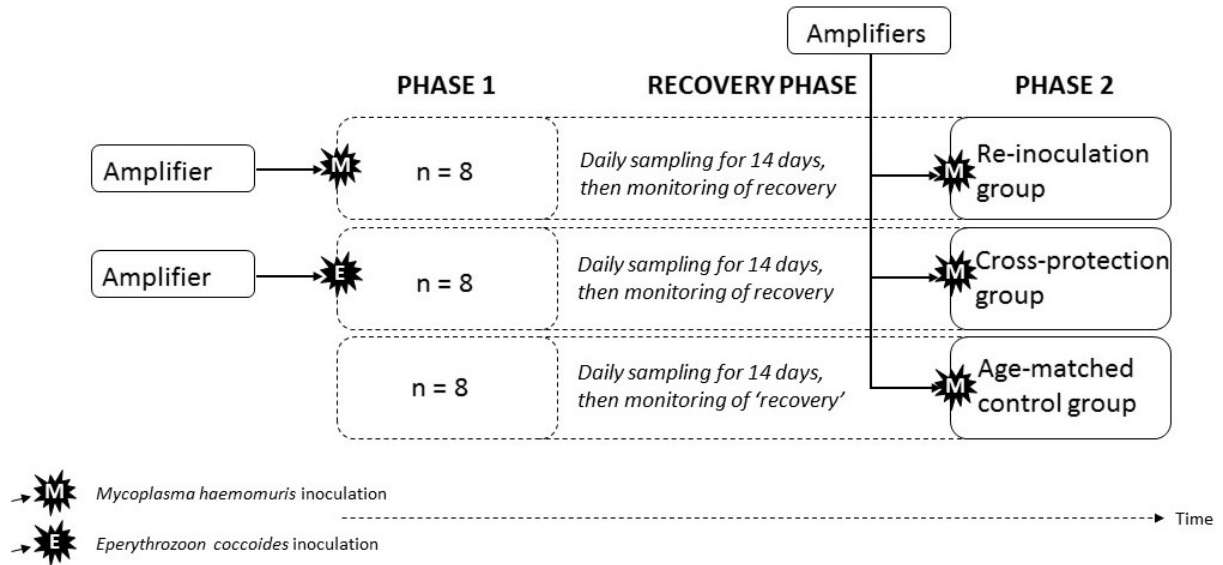 Amplifiers
PHASE 1
RECOVERY PHASE
PHASE 2
Amplifier
M
n = 8
Daily sampling for 14 days,
then monitoring of recovery
M
Re-inoculation
group
Amplifier
E
n = 8
Daily sampling for 14 days,
then monitoring of recovery
M
Cross-protection
group
n = 8
Daily sampling for 14 days,
then monitoring of ‘recovery’
M
Age-matched
control group
M
Mycoplasma haemomuris inoculation
E
Eperythrozoon coccoides inoculation
Time